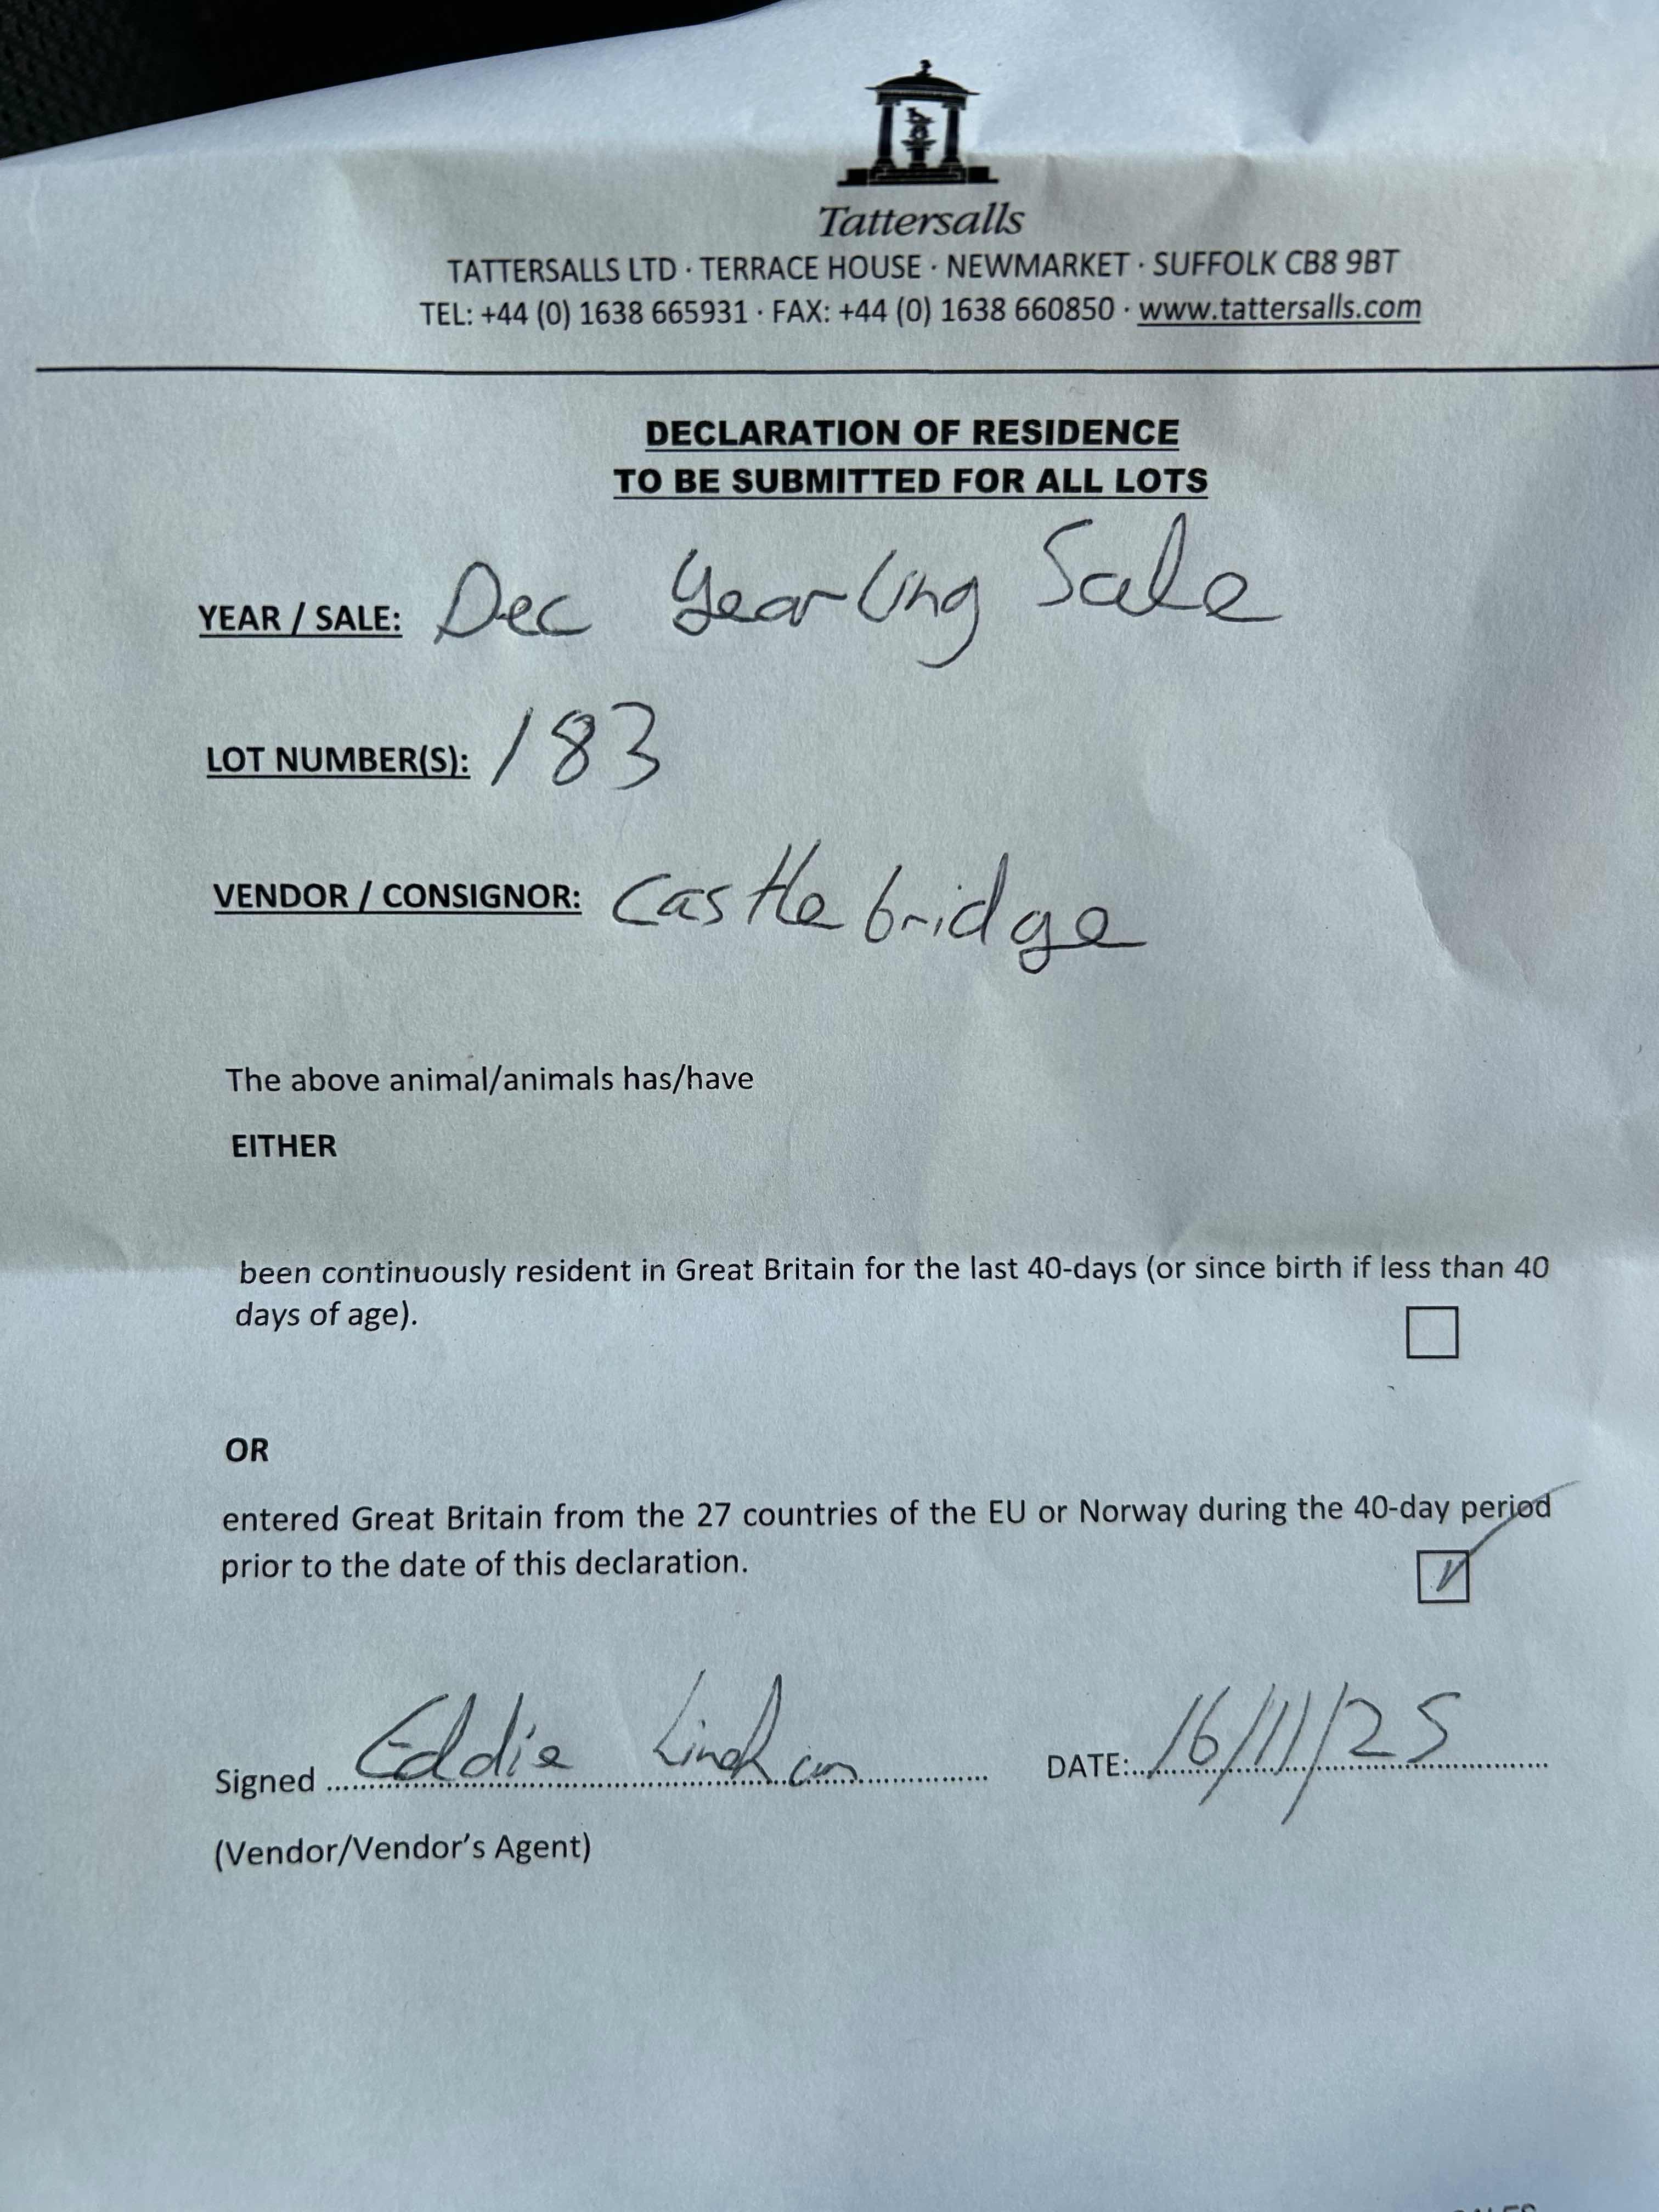 Tattersalls
TATTERSALLS LTD · TERRACE HOUSE · NEWMARKET · SUFFOLK CB8 9BT
TEL: +44 (0) 1638 665931 · FAX: +44 (0) 1638 660850 · www.tattersalls.com
DECLARATION OF RESIDENCE
TO BE SUBMITTED FOR ALL LOTS
YEAR / SALE: Dec Yearling Sale
LOT NUMBER(S): 183
VENDOR / CONSIGNOR: Castlebridge
The above animal/animals has/have
EITHER
been continuously resident in Great Britain for the last 40-days (or since birth if less than 40
days of age).
OR
entered Great Britain from the 27 countries of the EU or Norway during the 40-day period
prior to the date of this declaration.
Signed Eddie Linehan DATE: 16/11/25
(Vendor/Vendor's Agent)